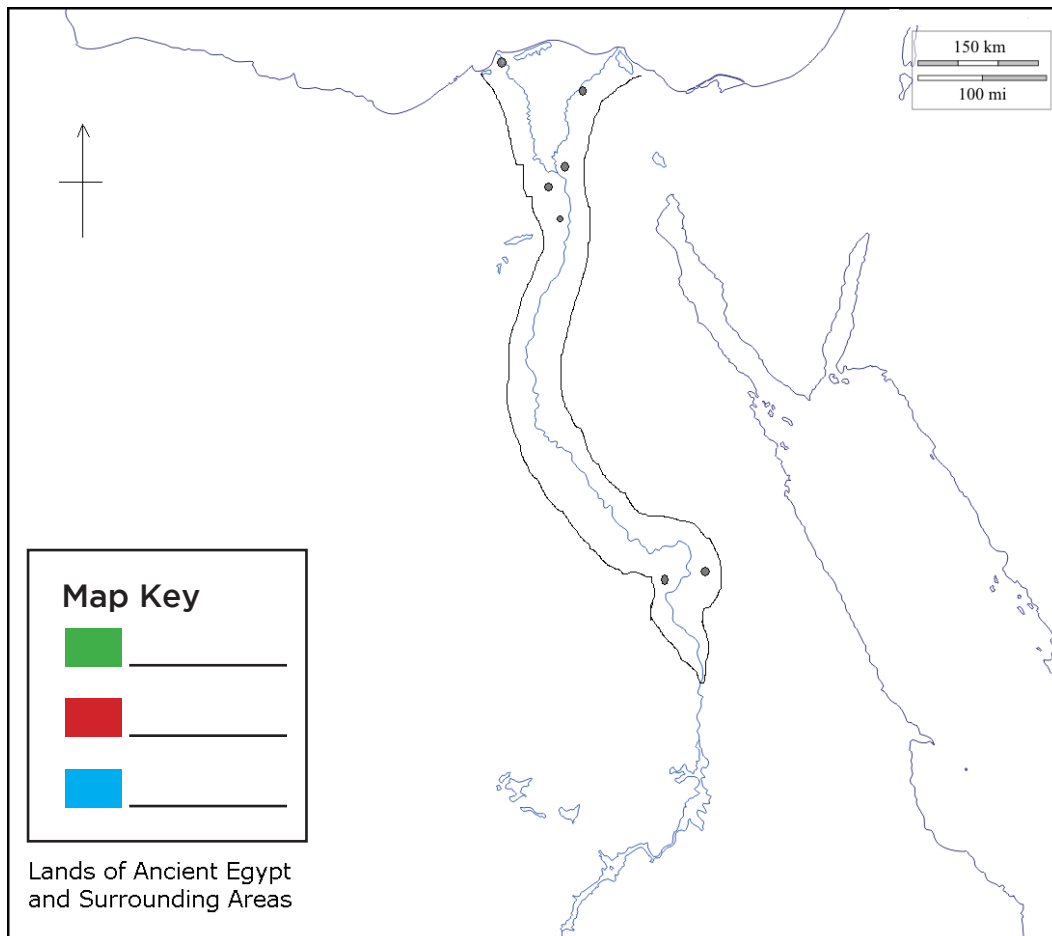 150 km
100 mi
Map Key
Lands of Ancient Egypt
and Surrounding Areas